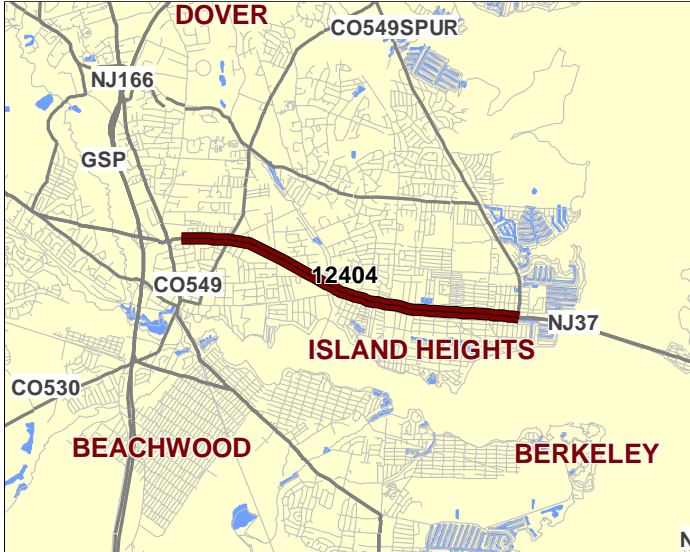 DOVER
CO549SPUR
NJ166
GSP
12404
CO549
NJ37
ISLAND HEIGHTS
CO530
BEACHWOOD
BERKELEY
N